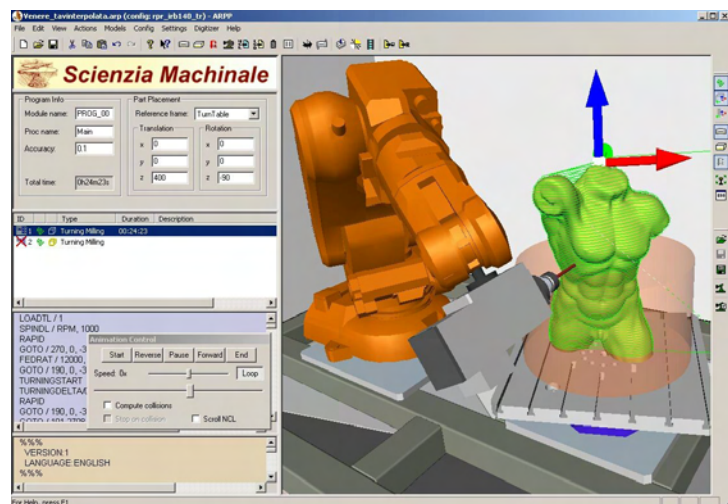 Venere_tavinterpolata.arp (config: rpr_irb140_tr) - ARPP
File Edit View Actions Models Config Settings Digitizer Help
Scienzia Machinale
Program Info
Module name: PROG_00
Proc name: Main
Accuracy: 0.1
Total time: 0h24m23s
Part Placement
Reference frame: TurnTable
Translation
x 0
y 0
z 400
Rotation
x 0
y 0
z -90
ID Type Duration Description
1 Turning Milling 00:24:23
2 Turning Milling
LOADTL / 1
SPINDL / RPM, 1000
RAPID
GOTO / 270, 0, -3
FEDRAT / 12000,
GOTO / 190, 0, -3
TURNINGSTART
TURNINGDELTA/
RAPID
GOTO / 190, 0, -3
Animation Control
Start Reverse Pause Forward End
Speed: 0x Loop
Compute collisions
Stop on collision Scroll NCL
%%%
VERSION:1
LANGUAGE:ENGLISH
%%%
For Help, press F1